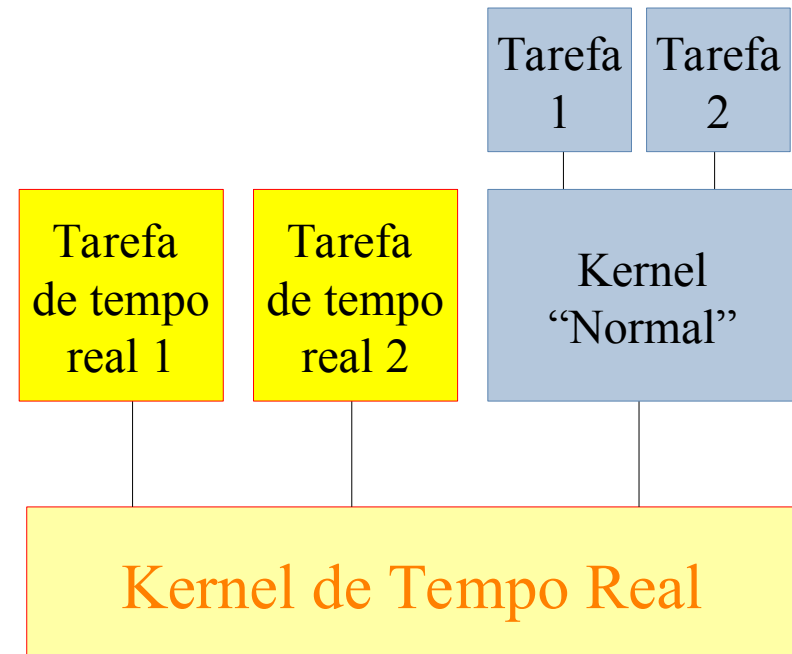 Tarefa
1
Tarefa
2
Tarefa
de tempo
real 1
Tarefa
de tempo
real 2
Kernel
“Normal”
Kernel de Tempo Real